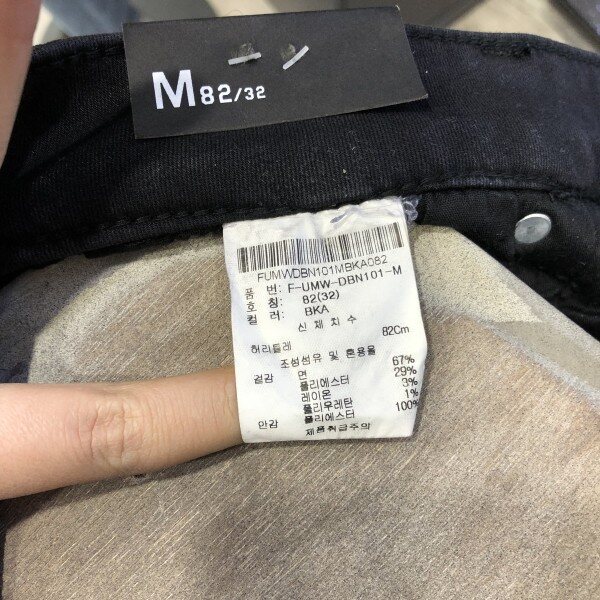 M 82/32
FUMWDBN101MBKA082
품 번: F-UMW-DBN101-M
호 칭: 82(32)
컬 러: BKA
신 체 치 수
허리둘레 82Cm
조성섬유 및 혼용율
겉감 면 67%
폴리에스터 29%
레이온 3%
폴리우레탄 1%
안감 폴리에스터 100%
제품취급주의